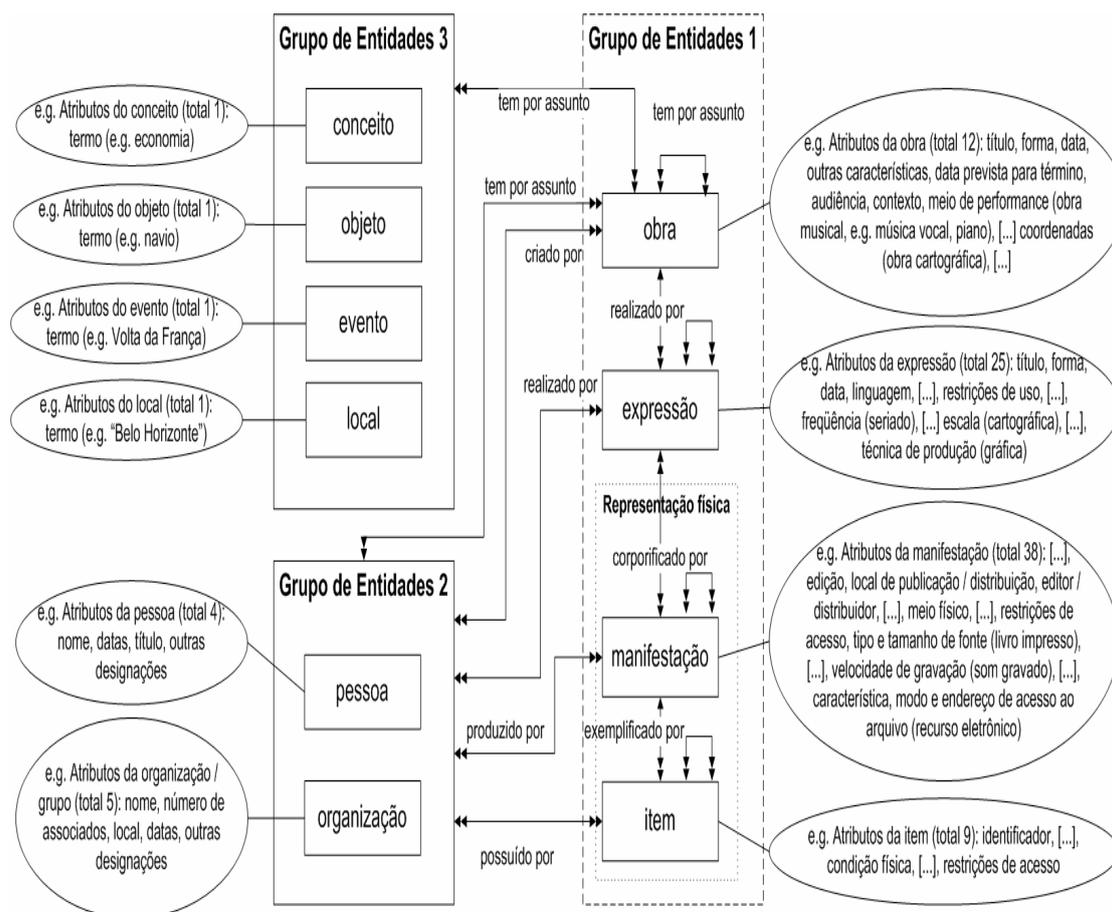 Grupo de Entidades 3
e.g. Atributos do conceito (total 1):
termo (e.g. economia)
conceito
e.g. Atributos do objeto (total 1):
termo (e.g. navio)
objeto
e.g. Atributos do evento (total 1):
termo (e.g. Volta da França)
evento
e.g. Atributos do local (total 1):
termo (e.g. “Belo Horizonte”)
local
Grupo de Entidades 2
e.g. Atributos da pessoa (total 4):
nome, datas, título, outras
designações
pessoa
e.g. Atributos da organização /
grupo (total 5): nome, número de
associados, local, datas, outras
designações
organização
tem por assunto
tem por assunto
criado por
realizado por
produzido por
possuído por
Grupo de Entidades 1
tem por assunto
obra
realizado por
expressão
Representação física
corporificado por
manifestação
exemplificado por
item
e.g. Atributos da obra (total 12): título, forma, data,
outras características, data prevista para término,
audiência, contexto, meio de performance (obra
musical, e.g. música vocal, piano), [...] coordenadas
(obra cartográfica), [...]
e.g. Atributos da expressão (total 25): título, forma,
data, linguagem, [...], restrições de uso, [...],
freqüência (seriado), [...] escala (cartográfica), [...],
técnica de produção (gráfica)
e.g. Atributos da manifestação (total 38): [...],
edição, local de publicação / distribuição, editor /
distribuidor, [...], meio físico, [...], restrições de
acesso, tipo e tamanho de fonte (livro impresso),
[...], velocidade de gravação (som gravado), [...],
característica, modo e endereço de acesso ao
arquivo (recurso eletrônico)
e.g. Atributos da item (total 9): identificador, [...],
condição física, [...], restrições de acesso